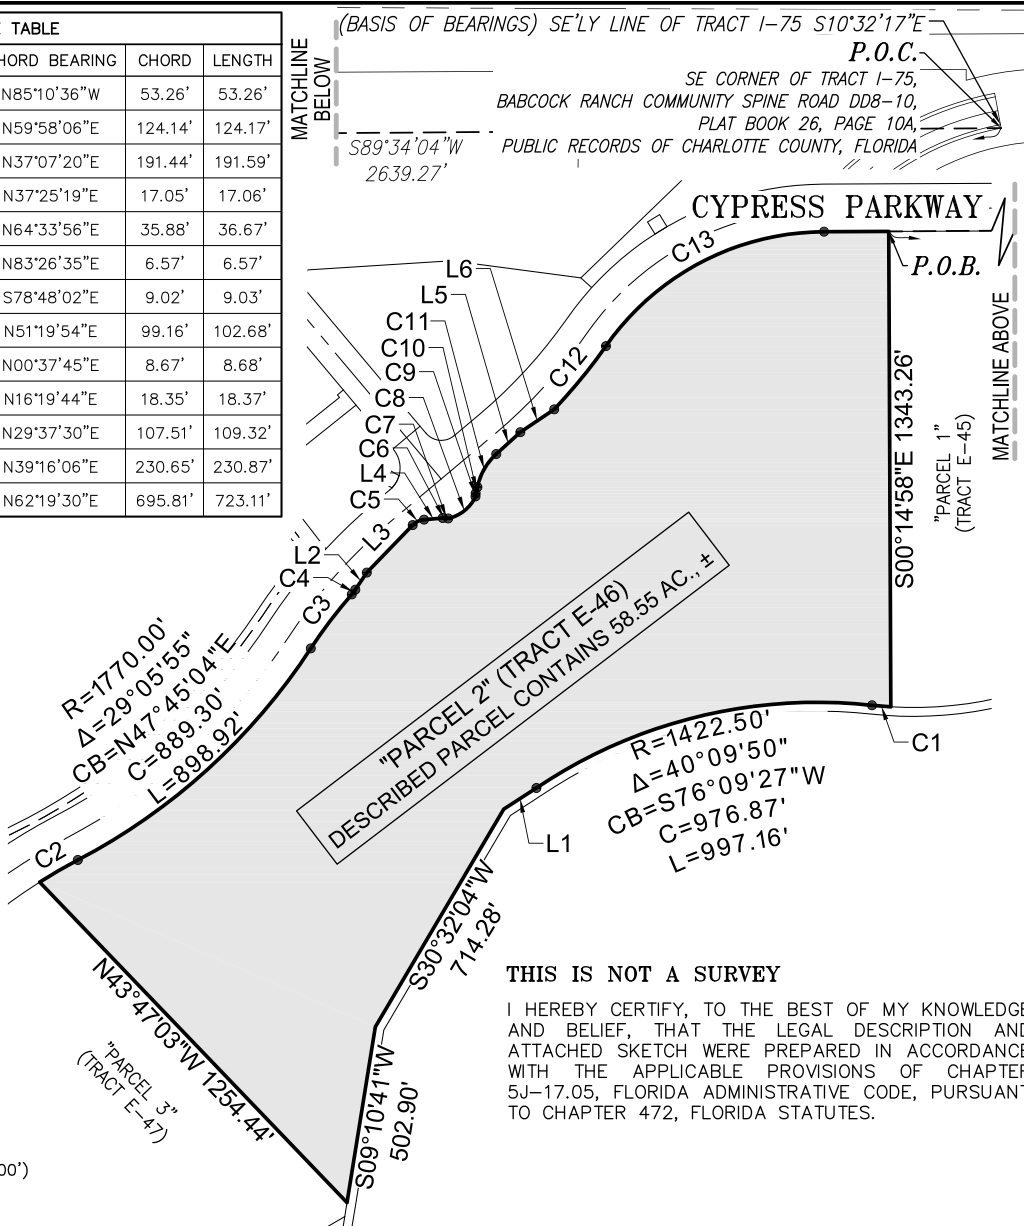 E TABLE
HORD BEARING CHORD LENGTH
N85°10'36"W 53.26' 53.26'
N59°58'06"E 124.14' 124.17'
N37°07'20"E 191.44' 191.59'
N37°25'19"E 17.05' 17.06'
N64°33'56"E 35.88' 36.67'
N83°26'35"E 6.57' 6.57'
S78°48'02"E 9.02' 9.03'
N51°19'54"E 99.16' 102.68'
N00°37'45"E 8.67' 8.68'
N16°19'44"E 18.35' 18.37'
N29°37'30"E 107.51' 109.32'
N39°16'06"E 230.65' 230.87'
N62°19'30"E 695.81' 723.11'
MATCHLINE
BELOW
(BASIS OF BEARINGS) SE'LY LINE OF TRACT I-75 S10°32'17"E
P.O.C.
SE CORNER OF TRACT I-75,
BABCOCK RANCH COMMUNITY SPINE ROAD DD8-10,
PLAT BOOK 26, PAGE 10A,
PUBLIC RECORDS OF CHARLOTTE COUNTY, FLORIDA
S89°34'04"W
2639.27'
CYPRESS PARKWAY
P.O.B.
MATCHLINE ABOVE
C13
L6
L5
C12
C11
C10
C9
C8
C7
C6
L4
C5
L3
L2
C4
C3
S00°14'58"E 1343.26'
"PARCEL 1"
(TRACT E-45)
R=1770.00'
Δ=29°05'55"
CB=N47°45'04"E
C=889.30'
L=898.92'
"PARCEL 2" (TRACT E-46)
DESCRIBED PARCEL CONTAINS 58.55 AC., ±
C1
R=1422.50'
Δ=40°09'50"
CB=S76°09'27"W
C=976.87'
L=997.16'
L1
C2
S30°32'04"W
714.28'
N43°47'03"W 1254.44'
"PARCEL 3"
(TRACT E-47)
S09°10'41"W
502.90'
THIS IS NOT A SURVEY
I HEREBY CERTIFY, TO THE BEST OF MY KNOWLEDGE
AND BELIEF, THAT THE LEGAL DESCRIPTION AND
ATTACHED SKETCH WERE PREPARED IN ACCORDANCE
WITH THE APPLICABLE PROVISIONS OF CHAPTER
5J-17.05, FLORIDA ADMINISTRATIVE CODE, PURSUANT
TO CHAPTER 472, FLORIDA STATUTES.
00')